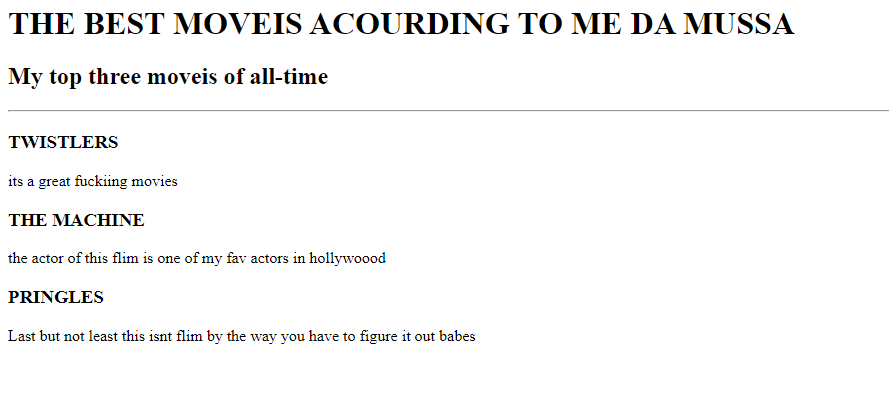 THE BEST MOVEIS ACOURDING TO ME DA MUSSA
My top three moveis of all-time
TWISTLERS
its a great fuckiing movies
THE MACHINE
the actor of this flim is one of my fav actors in hollywoood
PRINGLES
Last but not least this isnt flim by the way you have to figure it out babes